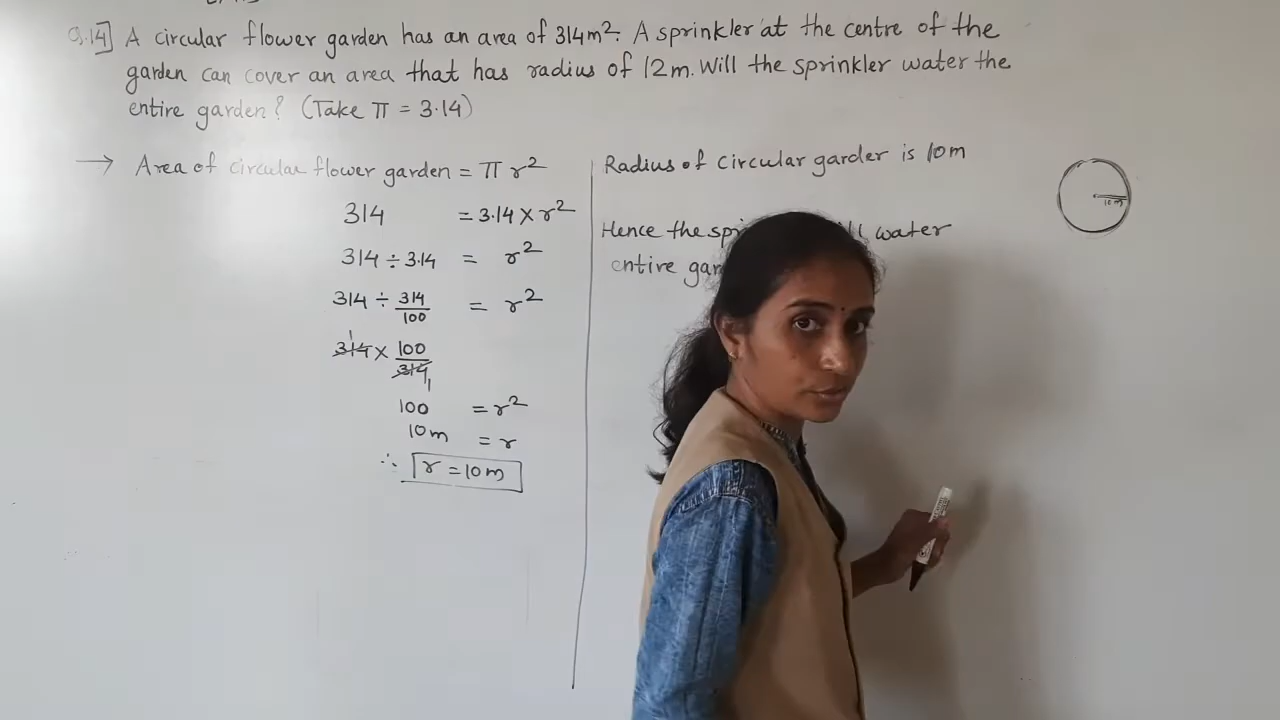 Q.14] A circular flower garden has an area of 314m². A sprinkler at the centre of the
garden can cover an area that has radius of 12m. Will the sprinkler water the
entire garden? (Take π = 3.14)
→ Area of circular flower garden = π r²
314 = 3.14 × r²
314 ÷ 3.14 = r²
314 ÷ 314/100 = r²
1
314 × 100/314
1
100 = r²
10m = r
∴ r = 10m
Radius of circular garder is 10m
Hence the water
entire
10 m